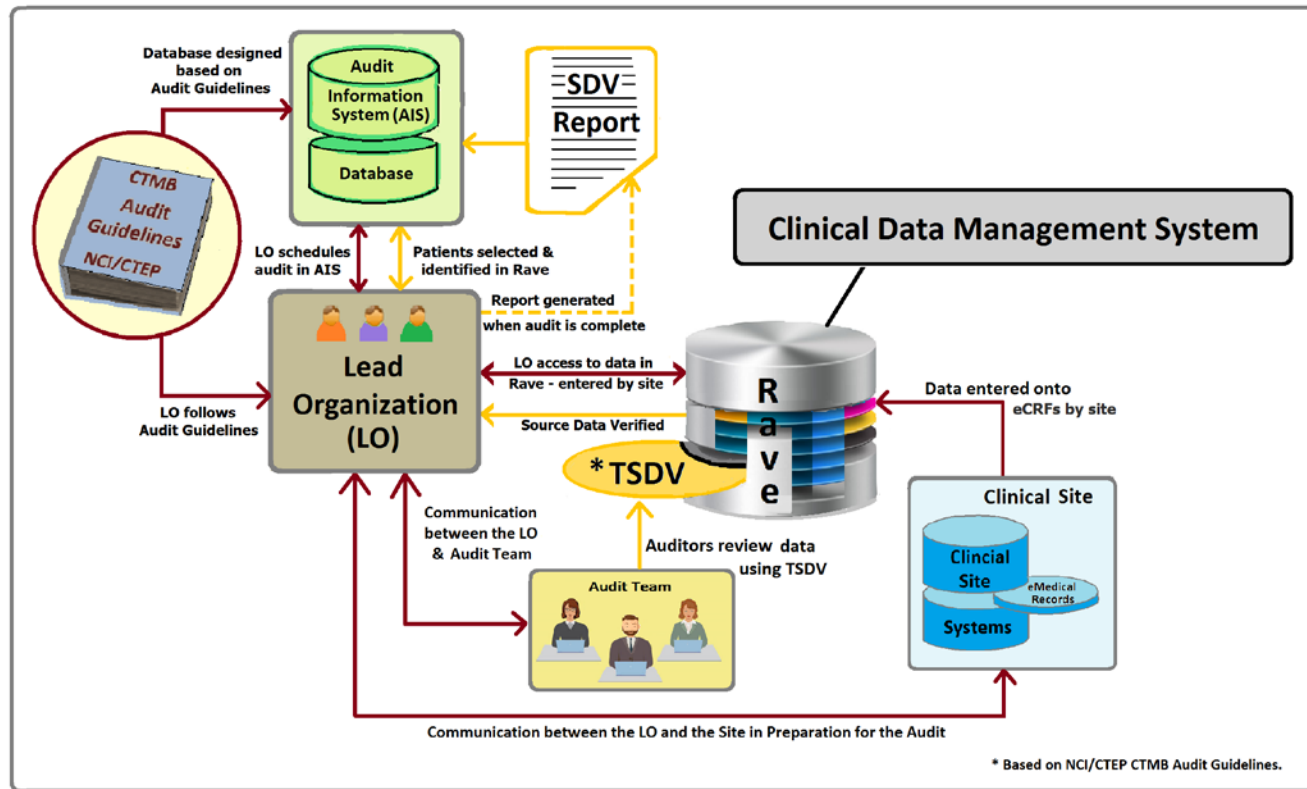 Database designed
based on
Audit Guidelines
Audit
Information
System (AIS)
Database
SDV
Report
CTMB
Audit
Guidelines
NCI/CTEP
Clinical Data Management System
LO schedules
audit in AIS
Patients selected &
identified in Rave
Report generated
when audit is complete
Lead
Organization
(LO)
LO follows
Audit Guidelines
LO access to data in
Rave - entered by site
Source Data Verified
Rave
* TSDV
Data entered onto
eCRFs by site
Clinical Site
Clincial
Site
Systems
eMedical
Records
Communication
between the LO
& Audit Team
Auditors review data
using TSDV
Audit Team
Communication between the LO and the Site in Preparation for the Audit
* Based on NCI/CTEP CTMB Audit Guidelines.